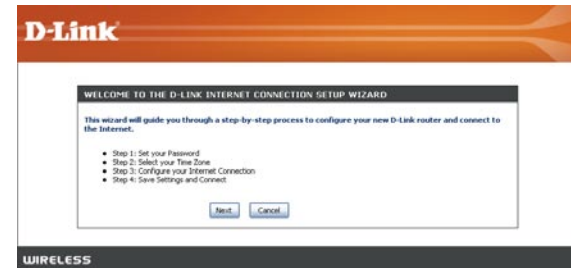 D-Link
WELCOME TO THE D-LINK INTERNET CONNECTION SETUP WIZARD
This wizard will guide you through a step-by-step process to configure your new D-Link router and connect to
the Internet.
• Step 1: Set your Password
• Step 2: Select your Time Zone
• Step 3: Configure your Internet Connection
• Step 4: Save Settings and Connect
Next Cancel
WIRELESS